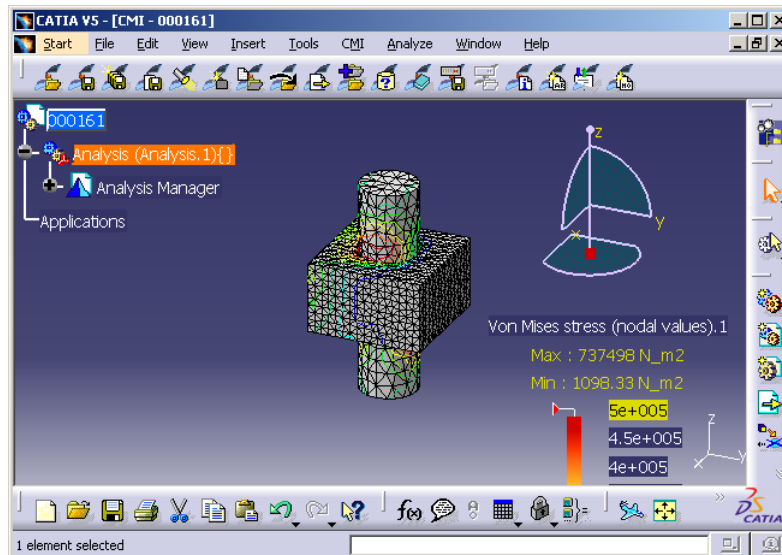 CATIA V5 - [CMI - 000161]
Start File Edit View Insert Tools CMI Analyze Window Help
000161
Analysis (Analysis.1){}
Analysis Manager
Applications
z
y
x
Von Mises stress (nodal values).1
Max : 737498 N_m2
Min : 1098.33 N_m2
5e+005
4.5e+005
4e+005
z
x
y
f(x)
CATIA
1 element selected